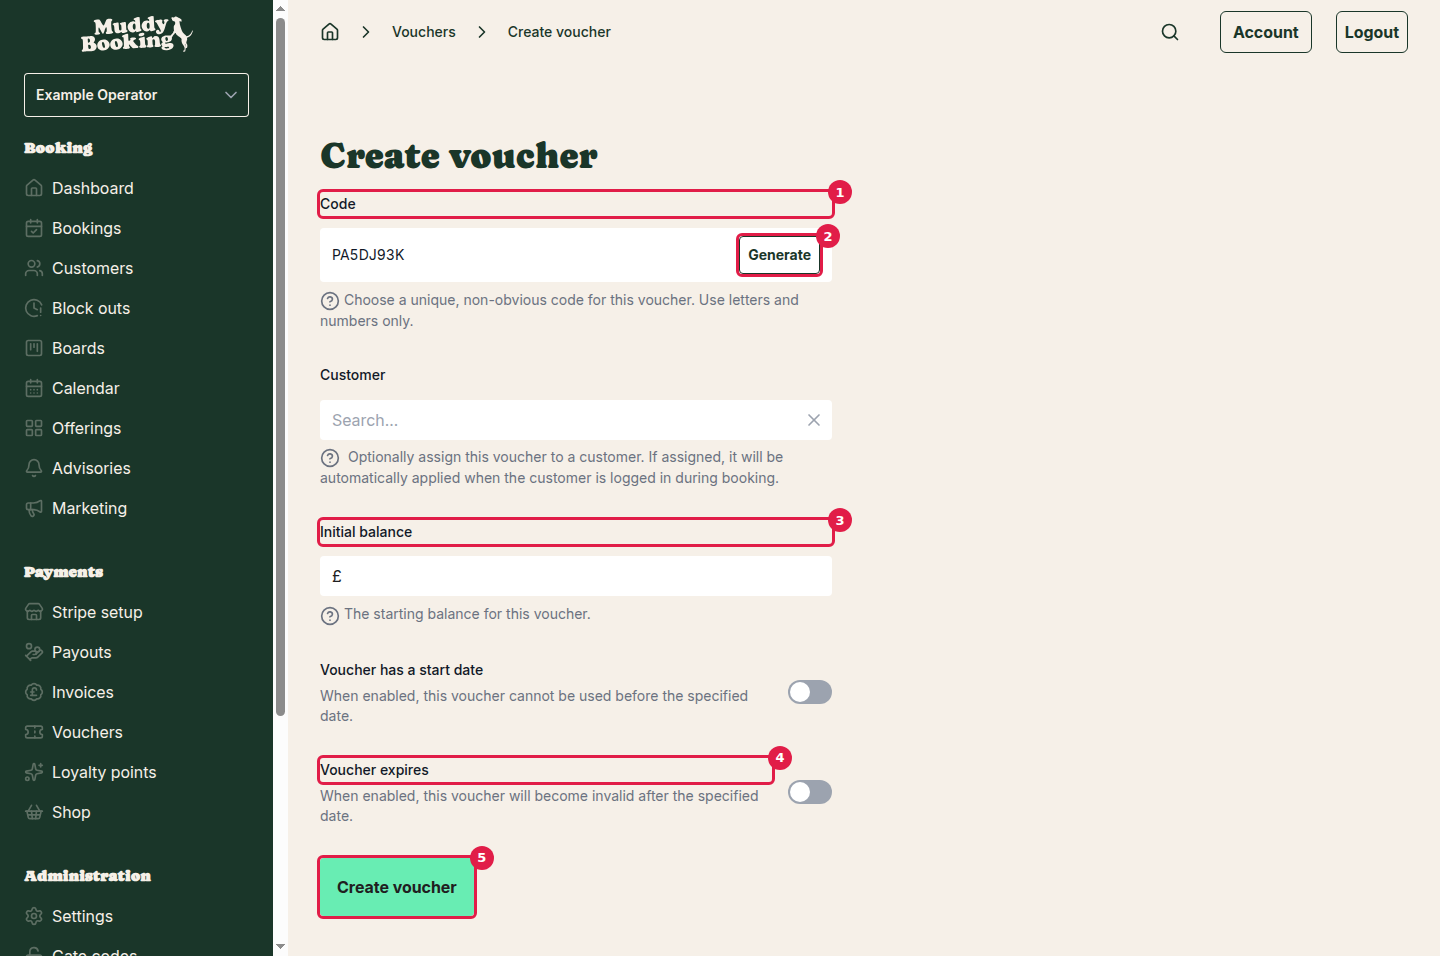 Muddy
Booking
Example Operator
Booking
Dashboard
Bookings
Customers
Block outs
Boards
Calendar
Offerings
Advisories
Marketing
Payments
Stripe setup
Payouts
Invoices
Vouchers
Loyalty points
Shop
Administration
Settings
Gate codes
Vouchers
Create voucher
Account
Logout
Create voucher
1
Code
2
PA5DJ93K
Generate
Choose a unique, non-obvious code for this voucher. Use letters and
numbers only.
Customer
Search...
Optionally assign this voucher to a customer. If assigned, it will be
automatically applied when the customer is logged in during booking.
3
Initial balance
£
The starting balance for this voucher.
Voucher has a start date
When enabled, this voucher cannot be used before the specified
date.
4
Voucher expires
When enabled, this voucher will become invalid after the specified
date.
5
Create voucher